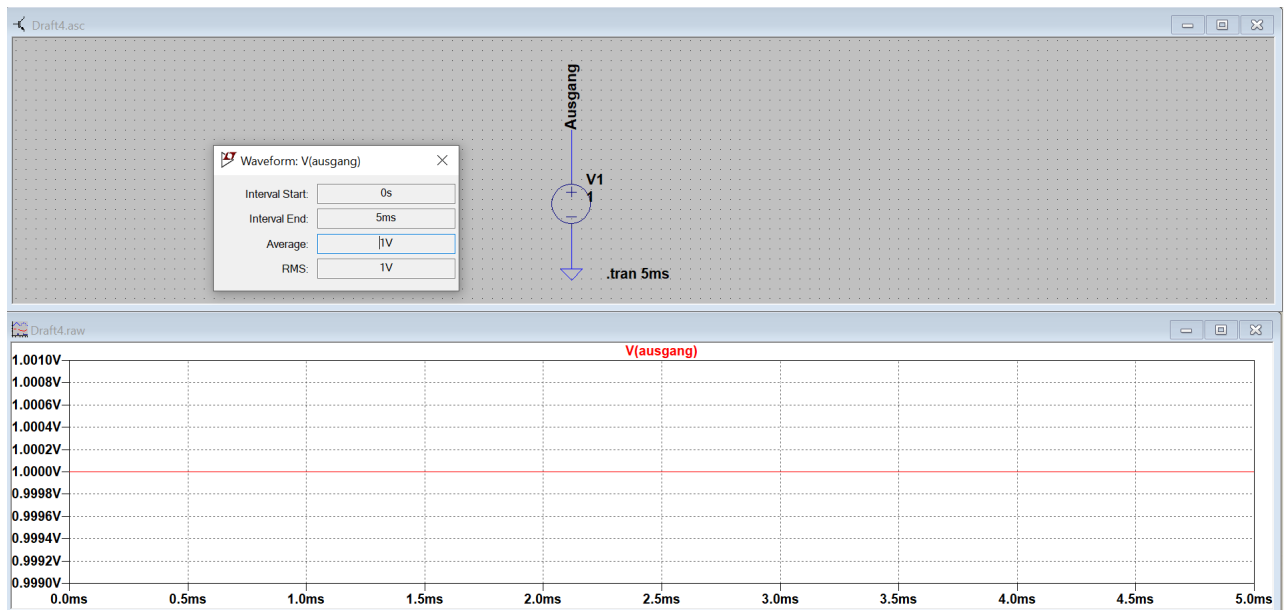 Draft4.asc
Ausgang
Waveform: V(ausgang)
Interval Start: 0s
Interval End: 5ms
Average: 1V
RMS: 1V
V1
1
.tran 5ms
Draft4.raw
V(ausgang)
1.0010V
1.0008V
1.0006V
1.0004V
1.0002V
1.0000V
0.9998V
0.9996V
0.9994V
0.9992V
0.9990V
0.0ms 0.5ms 1.0ms 1.5ms 2.0ms 2.5ms 3.0ms 3.5ms 4.0ms 4.5ms 5.0ms